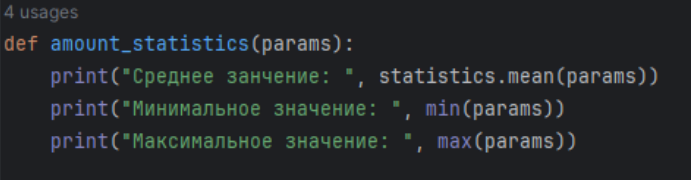 4 usages
def amount_statistics(params):
    print("Среднее занчение: ", statistics.mean(params))
    print("Минимальное значение: ", min(params))
    print("Максимальное значение: ", max(params))